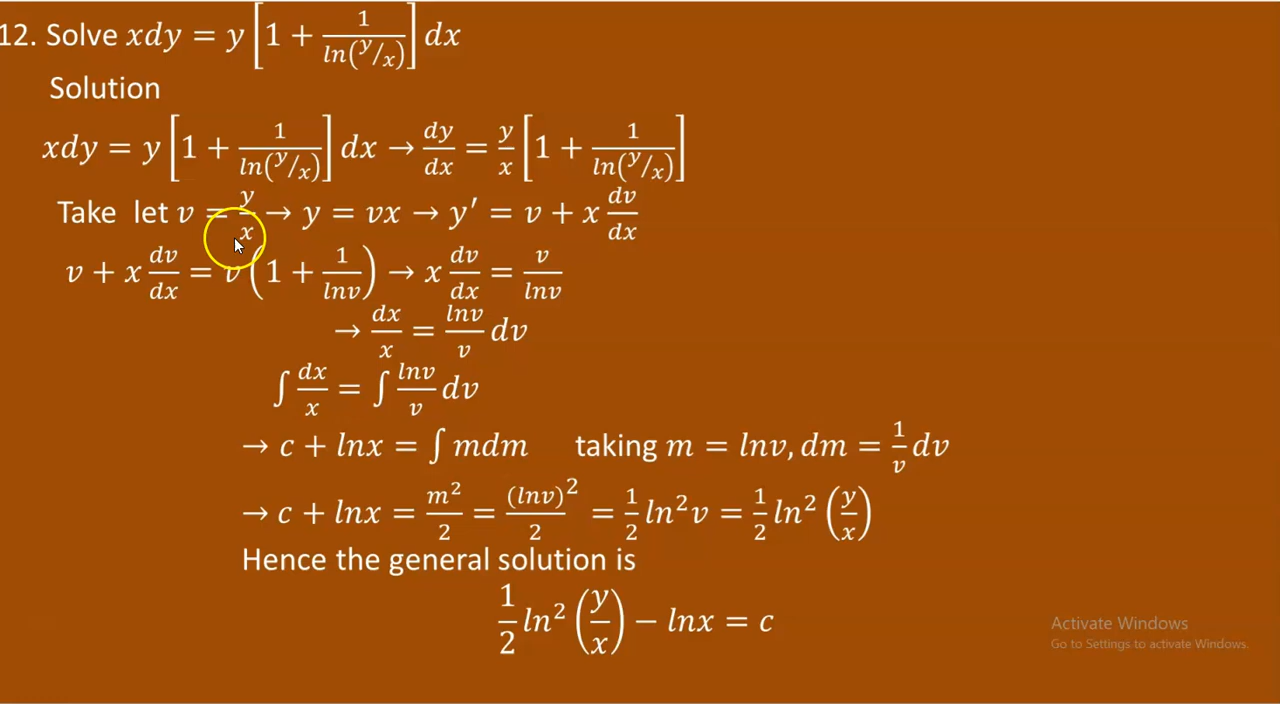 12. Solve xdy = y[1 + 1/ln(y/x)] dx
Solution
xdy = y[1 + 1/ln(y/x)] dx → dy/dx = y/x [1 + 1/ln(y/x)]
Take let v = y/x → y = vx → y′ = v + x dv/dx
v + x dv/dx = v(1 + 1/lnv) → x dv/dx = v/lnv
→ dx/x = lnv/v dv
∫ dx/x = ∫ lnv/v dv
→ c + lnx = ∫ mdm taking m = lnv, dm = 1/v dv
→ c + lnx = m²/2 = (lnv)²/2 = 1/2 ln²v = 1/2 ln²(y/x)
Hence the general solution is
1/2 ln²(y/x) − lnx = c
Activate Windows
Go to Settings to activate Windows.